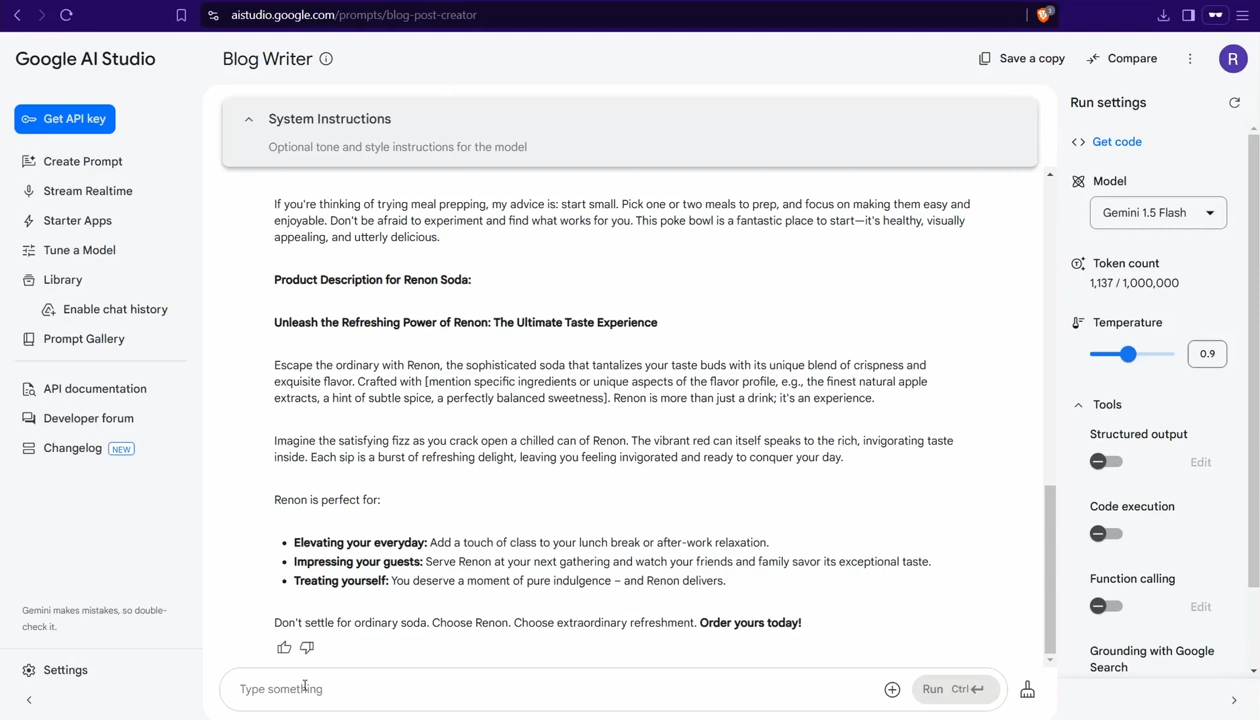 aistudio.google.com/prompts/blog-post-creator
3
Google AI Studio
Blog Writer
Save a copy
Compare
R
Get API key
Create Prompt
Stream Realtime
Starter Apps
Tune a Model
Library
Enable chat history
Prompt Gallery
API documentation
Developer forum
Changelog NEW
Gemini makes mistakes, so double-
check it.
Settings
System Instructions
Optional tone and style instructions for the model
If you're thinking of trying meal prepping, my advice is: start small. Pick one or two meals to prep, and focus on making them easy and
enjoyable. Don't be afraid to experiment and find what works for you. This poke bowl is a fantastic place to start—it's healthy, visually
appealing, and utterly delicious.
Product Description for Renon Soda:
Unleash the Refreshing Power of Renon: The Ultimate Taste Experience
Escape the ordinary with Renon, the sophisticated soda that tantalizes your taste buds with its unique blend of crispness and
exquisite flavor. Crafted with [mention specific ingredients or unique aspects of the flavor profile, e.g., the finest natural apple
extracts, a hint of subtle spice, a perfectly balanced sweetness]. Renon is more than just a drink; it's an experience.
Imagine the satisfying fizz as you crack open a chilled can of Renon. The vibrant red can itself speaks to the rich, invigorating taste
inside. Each sip is a burst of refreshing delight, leaving you feeling invigorated and ready to conquer your day.
Renon is perfect for:
• Elevating your everyday: Add a touch of class to your lunch break or after-work relaxation.
• Impressing your guests: Serve Renon at your next gathering and watch your friends and family savor its exceptional taste.
• Treating yourself: You deserve a moment of pure indulgence – and Renon delivers.
Don't settle for ordinary soda. Choose Renon. Choose extraordinary refreshment. Order yours today!
Type something
Run Ctrl
Run settings
Get code
Model
Gemini 1.5 Flash
Token count
1,137 / 1,000,000
Temperature
0.9
Tools
Structured output
Edit
Code execution
Function calling
Edit
Grounding with Google
Search